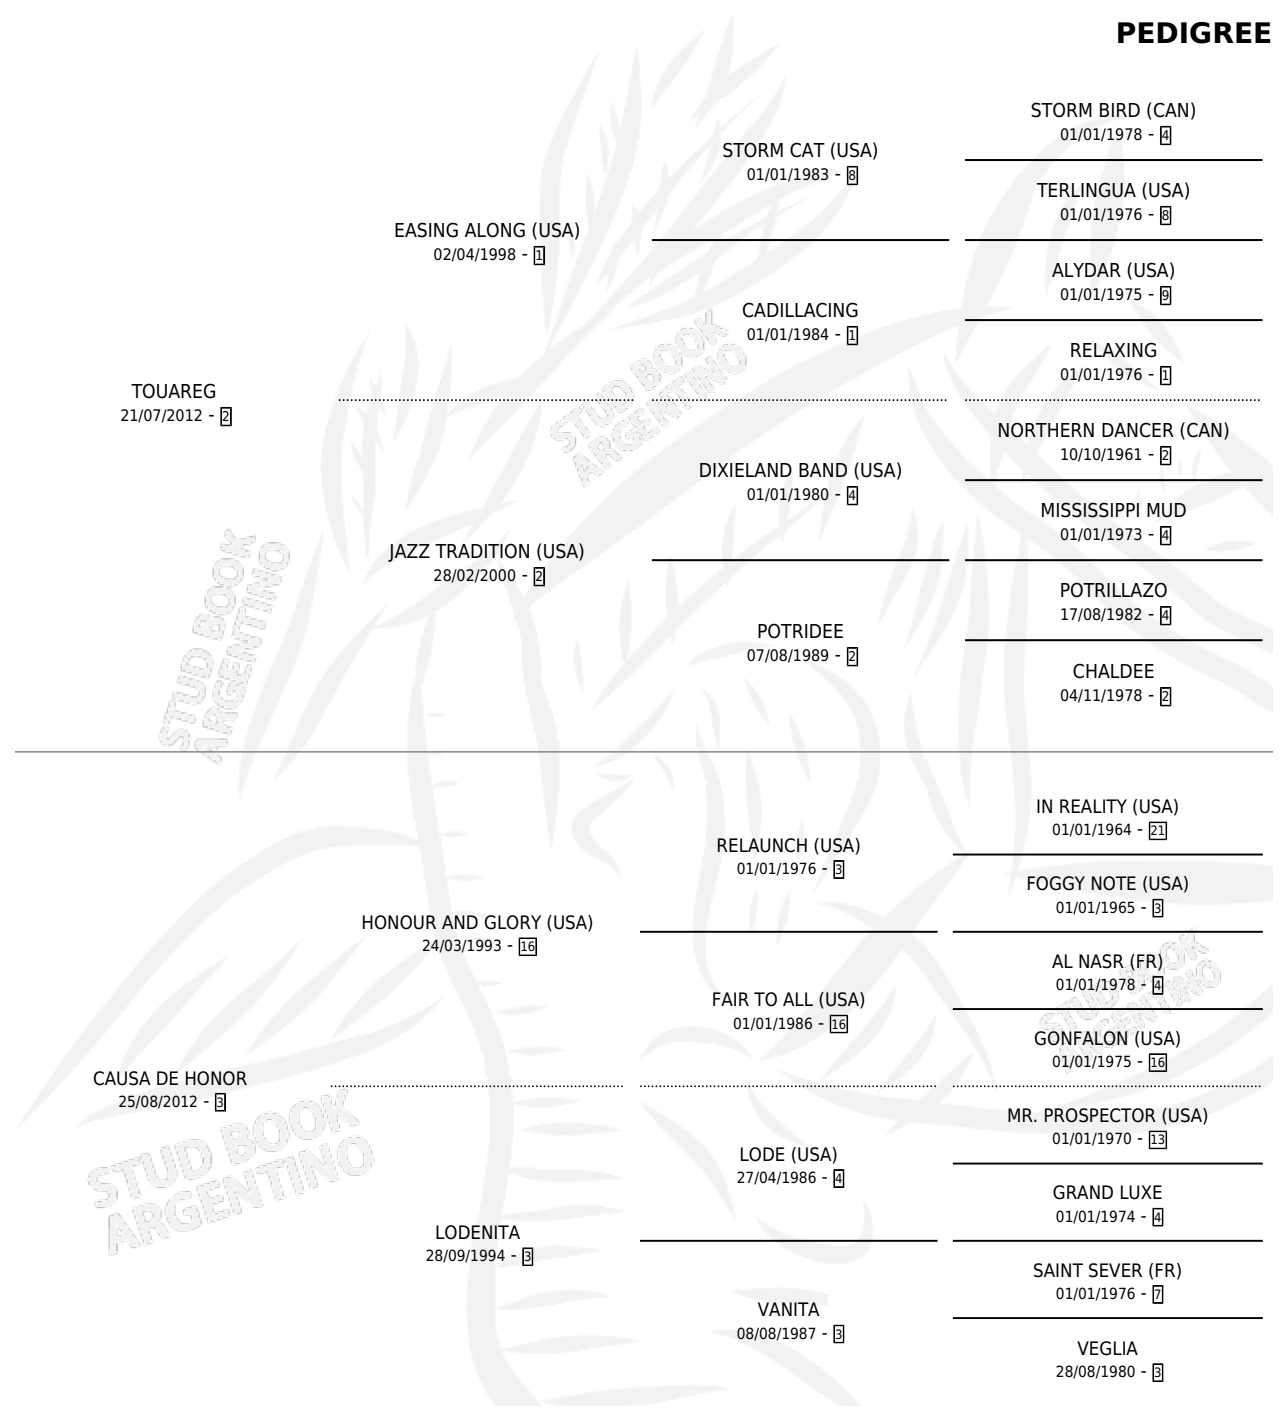 PEDIGREE
STORM BIRD (CAN)
01/01/1978 - 4
STORM CAT (USA)
01/01/1983 - 8
TERLINGUA (USA)
01/01/1976 - 8
EASING ALONG (USA)
02/04/1998 - 1
ALYDAR (USA)
01/01/1975 - 9
CADILLACING
01/01/1984 - 1
RELAXING
01/01/1976 - 1
TOUAREG
21/07/2012 - 2
NORTHERN DANCER (CAN)
10/10/1961 - 2
DIXIELAND BAND (USA)
01/01/1980 - 4
MISSISSIPPI MUD
01/01/1973 - 4
JAZZ TRADITION (USA)
28/02/2000 - 2
POTRILLAZO
17/08/1982 - 4
POTRIDEE
07/08/1989 - 2
CHALDEE
04/11/1978 - 2
STUD BOOK
ARGENTINO
STUD BOOK
ARGENTINO
IN REALITY (USA)
01/01/1964 - 21
RELAUNCH (USA)
01/01/1976 - 3
FOGGY NOTE (USA)
01/01/1965 - 3
HONOUR AND GLORY (USA)
24/03/1993 - 16
AL NASR (FR)
01/01/1978 - 4
FAIR TO ALL (USA)
01/01/1986 - 16
GONFALON (USA)
01/01/1975 - 16
CAUSA DE HONOR
25/08/2012 - 3
MR. PROSPECTOR (USA)
01/01/1970 - 13
LODE (USA)
27/04/1986 - 4
GRAND LUXE
01/01/1974 - 4
LODENITA
28/09/1994 - 3
SAINT SEVER (FR)
01/01/1976 - 7
VANITA
08/08/1987 - 3
VEGLIA
28/08/1980 - 3
STUD BOOK
ARGENTINO
STUD BOOK
ARGENTINO